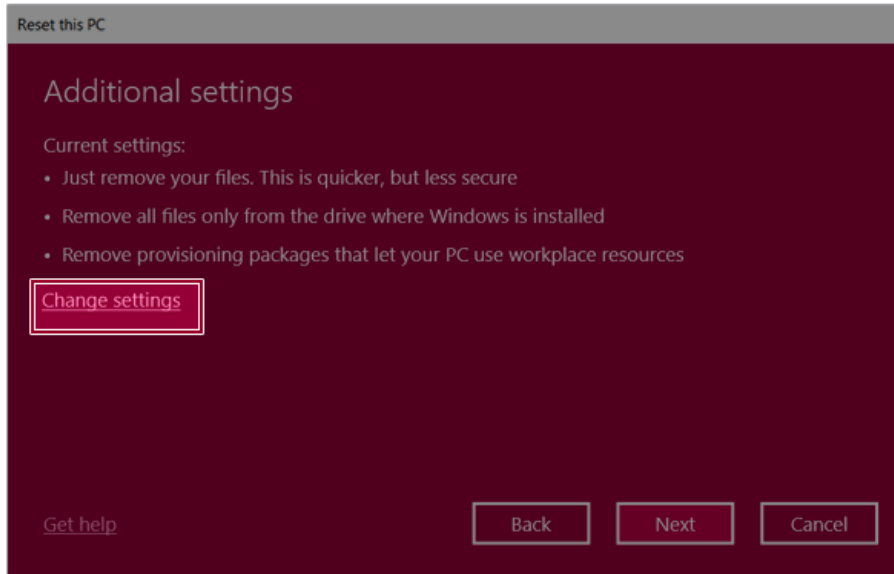 Reset this PC
Additional settings
Current settings:
• Just remove your files. This is quicker, but less secure
• Remove all files only from the drive where Windows is installed
• Remove provisioning packages that let your PC use workplace resources
Change settings
Get help
Back
Next
Cancel